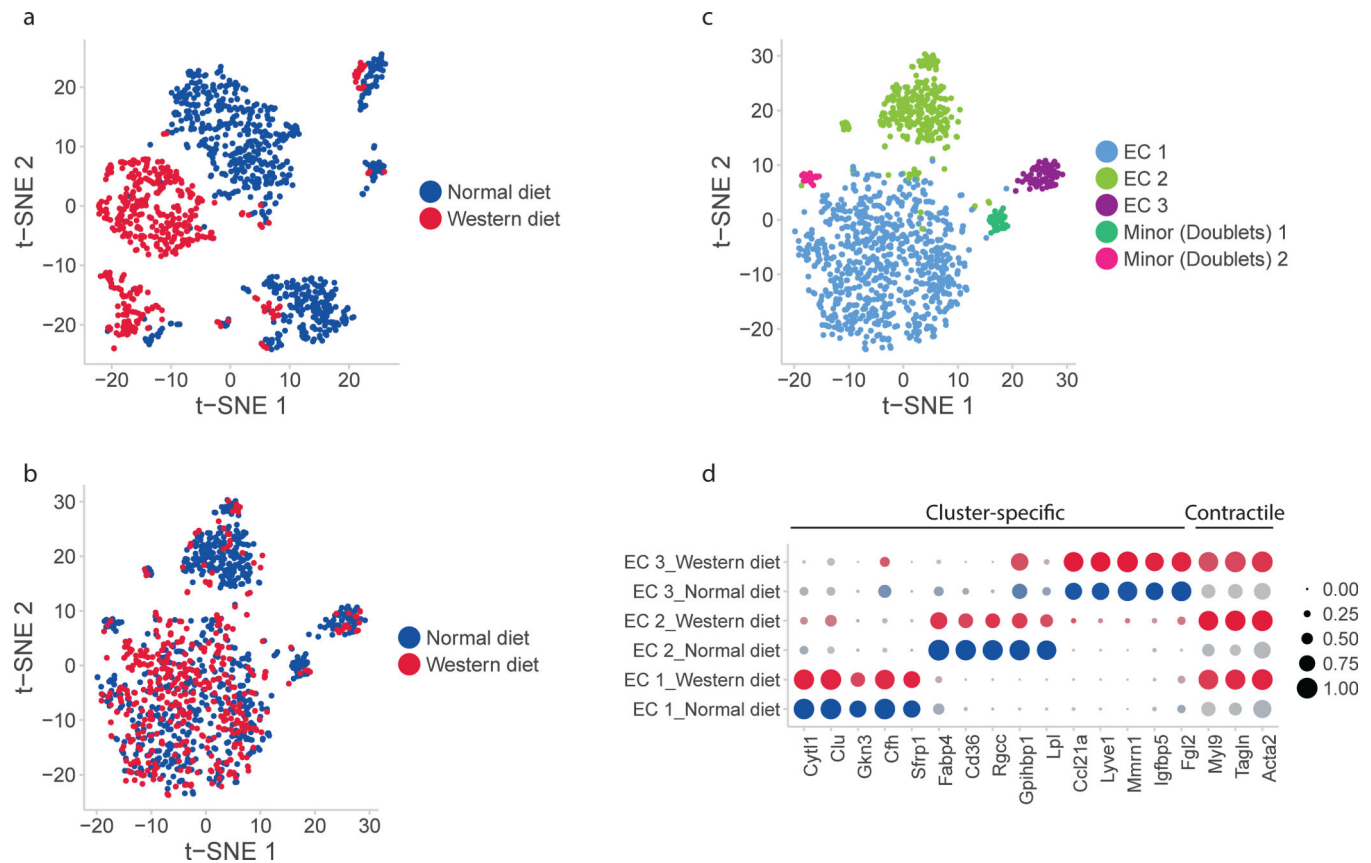 a
t−SNE 2
20
10
0
−10
−20
−20 −10 0 10 20
t−SNE 1
Normal diet
Western diet
c
t−SNE 2
30
20
10
0
−10
−20
−20 −10 0 10 20 30
t−SNE 1
EC 1
EC 2
EC 3
Minor (Doublets) 1
Minor (Doublets) 2
b
t−SNE 2
30
20
10
0
−10
−20
−20 −10 0 10 20 30
t−SNE 1
Normal diet
Western diet
d
Cluster-specific Contractile
EC 3_Western diet
EC 3_Normal diet
EC 2_Western diet
EC 2_Normal diet
EC 1_Western diet
EC 1_Normal diet
Cytl1
Clu
Gkn3
Cfh
Sfrp1
Fabp4
Cd36
Rgcc
Gpihbp1
Lpl
Ccl21a
Lyve1
Mmrn1
Igfbp5
Fgl2
Myl9
Tagln
Acta2
0.00
0.25
0.50
0.75
1.00